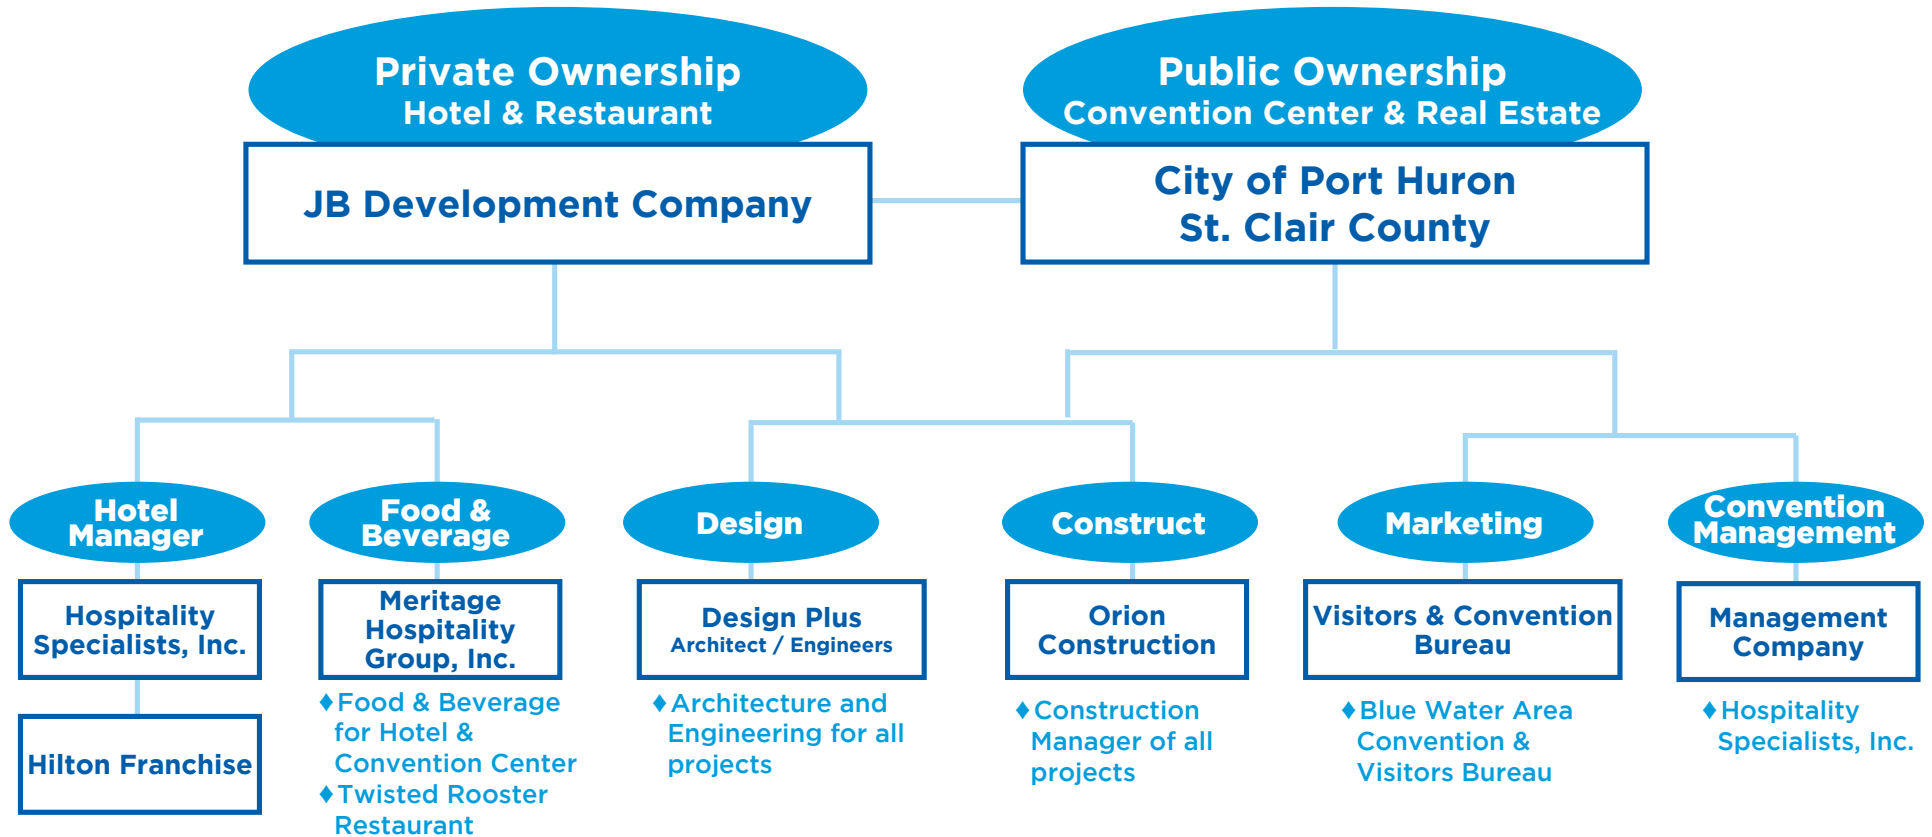 Private Ownership
Hotel & Restaurant
JB Development Company
Public Ownership
Convention Center & Real Estate
City of Port Huron
St. Clair County
Hotel
Manager
Hospitality
Specialists, Inc.
Hilton Franchise
Food &
Beverage
Meritage
Hospitality
Group, Inc.
♦Food & Beverage
for Hotel &
Convention Center
♦Twisted Rooster
Restaurant
Design
Design Plus
Architect / Engineers
♦Architecture and
Engineering for all
projects
Construct
Orion
Construction
♦Construction
Manager of all
projects
Marketing
Visitors & Convention
Bureau
♦Blue Water Area
Convention &
Visitors Bureau
Convention
Management
Management
Company
♦Hospitality
Specialists, Inc.